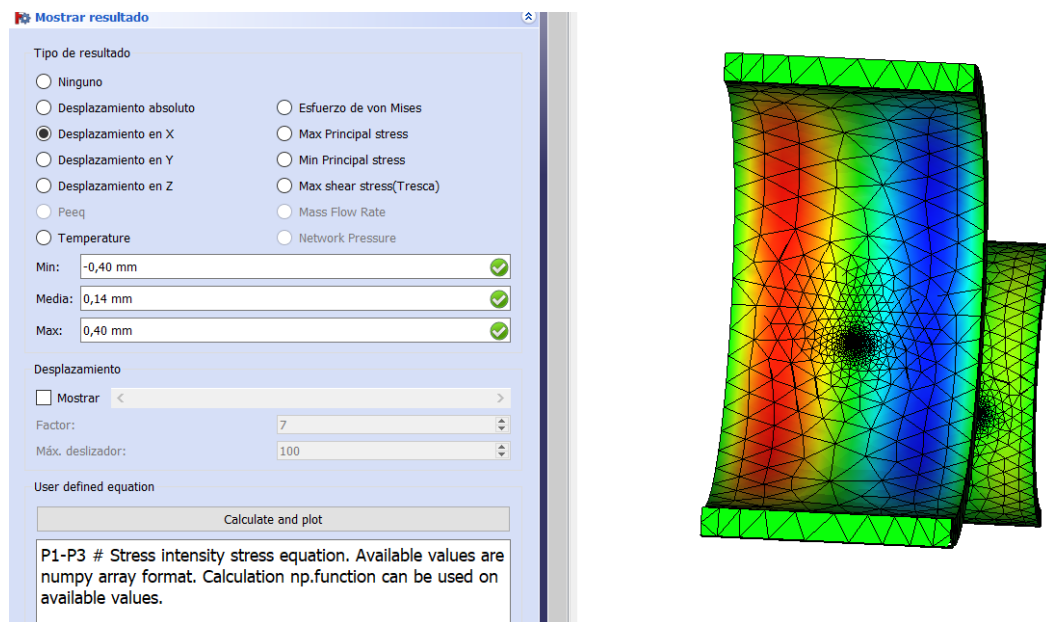 Mostrar resultado
Tipo de resultado
Ninguno
Desplazamiento absoluto
Esfuerzo de von Mises
Desplazamiento en X
Max Principal stress
Desplazamiento en Y
Min Principal stress
Desplazamiento en Z
Max shear stress(Tresca)
Peeq
Mass Flow Rate
Temperature
Network Pressure
Min: -0,40 mm
Media: 0,14 mm
Max: 0,40 mm
Desplazamiento
Mostrar
Factor: 7
Máx. deslizador: 100
User defined equation
Calculate and plot
P1-P3 # Stress intensity stress equation. Available values are
numpy array format. Calculation np.function can be used on
available values.